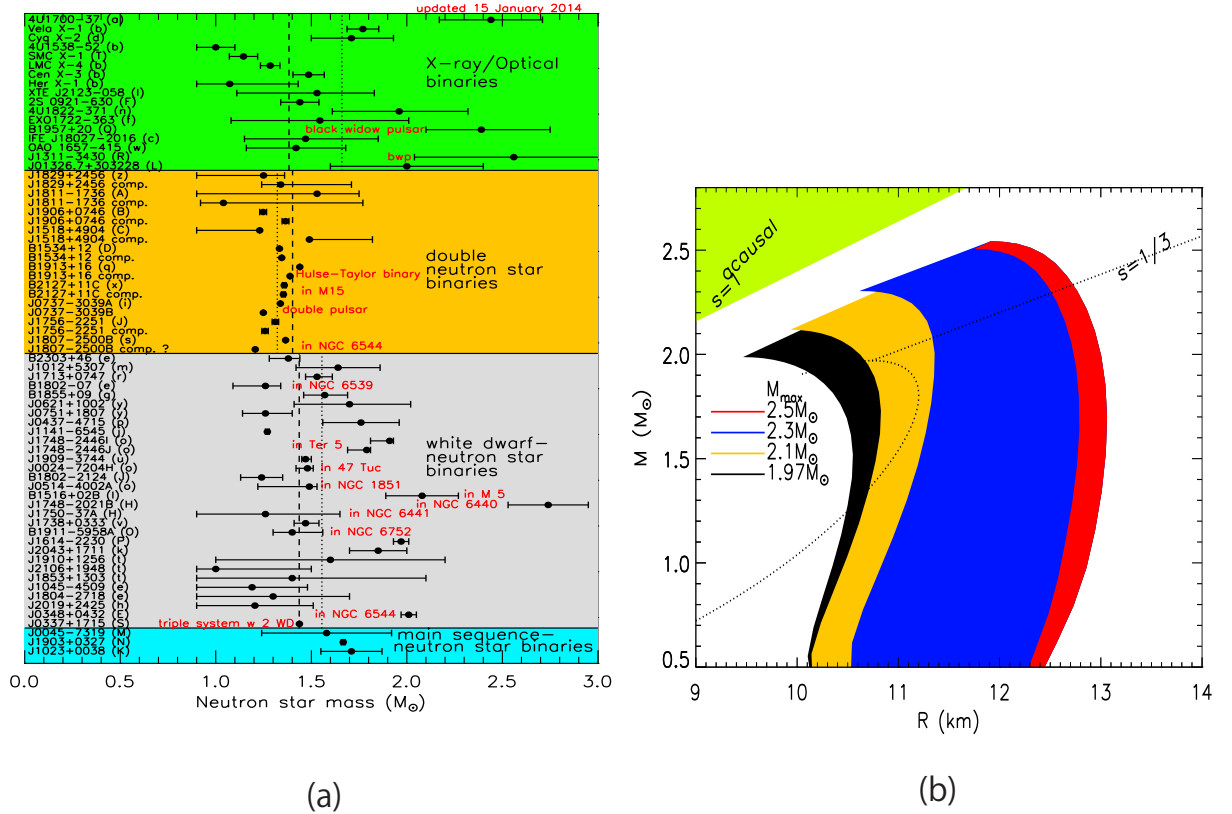 updated 15 January 2014
4U1700-37 (a)
Vela X-1 (b)
Cyg X-2 (d)
4U1538-52 (b)
SMC X-1 (T)
LMC X-4 (b)
Cen X-3 (b)
Her X-1 (b)
XTE J2123-058 (l)
2S 0921-630 (F)
4U1822-371 (n)
EXO1722-363 (f)
B1957+20 (Q)
IFE J18027-2016 (c)
OAO 1657-415 (w)
J1311-3430 (R)
J01326.7+303228 (L)
X-ray/Optical
binaries
black widow pulsar
bwp
J1829+2456 (z)
J1829+2456 comp.
J1811-1736 (A)
J1811-1736 comp.
J1906+0746 (B)
J1906+0746 comp.
J1518+4904 (C)
J1518+4904 comp.
B1534+12 (D)
B1534+12 comp.
B1913+16 (q)
B1913+16 comp.
B2127+11C (x)
B2127+11C comp.
J0737-3039A (i)
J0737-3039B
J1756-2251 (J)
J1756-2251 comp.
J1807-2500B (s)
J1807-2500B comp. ?
double
neutron star
binaries
Hulse-Taylor binary
in M15
double pulsar
in NGC 6544
B2303+46 (e)
J1012+5307 (m)
J1713+0747 (r)
B1802-07 (e)
B1855+09 (g)
J0621+1002 (y)
J0751+1807 (y)
J0437-4715 (p)
J1141-6545 (j)
J1748-2446I (o)
J1748-2446J (o)
J1909-3744 (u)
J0024-7204H (o)
B1802-2124 (J)
J0514-4002A (o)
B1516+02B (I)
J1748-2021B (H)
J1750-37A (H)
J1738+0333 (v)
B1911-5958A (O)
J1614-2230 (P)
J2043+1711 (k)
J1910+1256 (t)
J2106+1948 (t)
J1853+1303 (t)
J1045-4509 (e)
J1804-2718 (e)
J2019+2425 (h)
J0348+0432 (E)
J0337+1715 (S)
in NGC 6539
white dwarf-
neutron star
binaries
in Ter 5
in 47 Tuc
in NGC 1851
in M 5
in NGC 6440
in NGC 6441
in NGC 6752
in NGC 6544
triple system w 2 WD
J0045-7319 (M)
J1903+0327 (N)
J1023+0038 (K)
main sequence-
neutron star binaries
0.0 0.5 1.0 1.5 2.0 2.5 3.0
Neutron star mass (M☉)
(a)
s=1 qcausal
s=1/3
Mmax
2.5M☉
2.3M☉
2.1M☉
1.97M☉
2.5
2.0
1.5
1.0
0.5
M (M☉)
9 10 11 12 13 14
R (km)
(b)